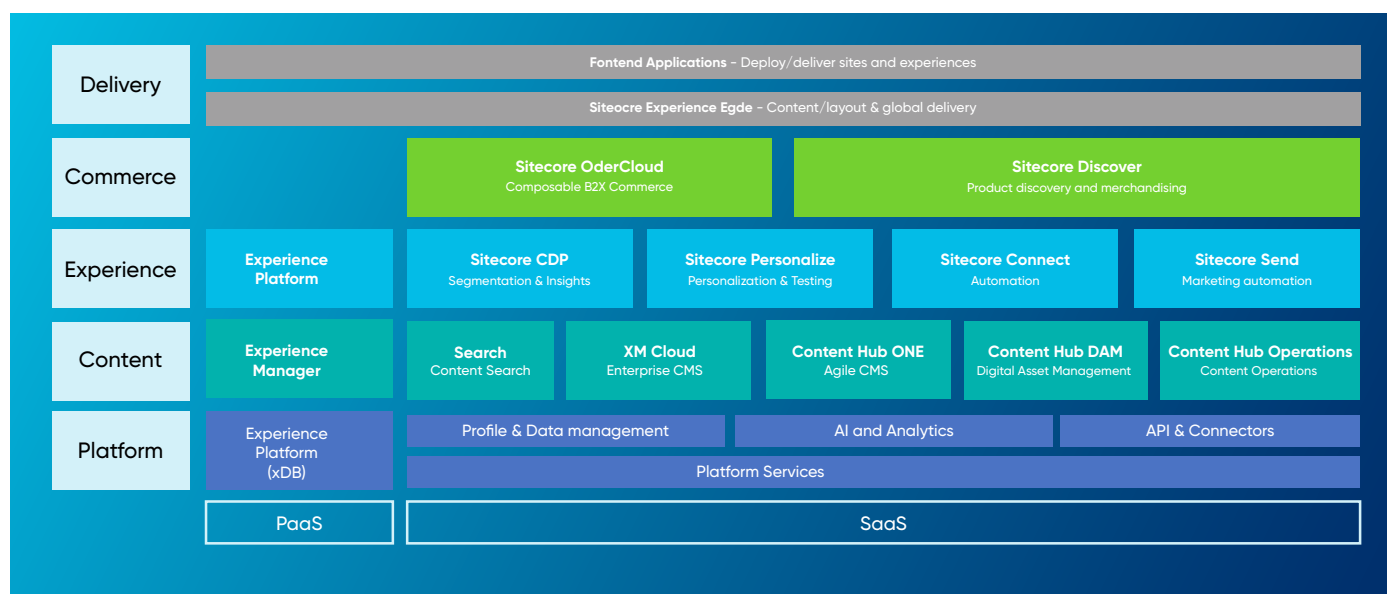 Delivery
Fontend Applications - Deploy/deliver sites and experiences
Siteocre Experience Egde - Content/layout & global delivery
Commerce
Sitecore OderCloud
Composable B2X Commerce
Sitecore Discover
Product discovery and merchandising
Experience
Experience
Platform
Sitecore CDP
Segmentation & Insights
Sitecore Personalize
Personalization & Testing
Sitecore Connect
Automation
Sitecore Send
Marketing automation
Content
Experience
Manager
Search
Content Search
XM Cloud
Enterprise CMS
Content Hub ONE
Agile CMS
Content Hub DAM
Digital Asset Management
Content Hub Operations
Content Operations
Platform
Experience
Platform
(xDB)
Profile & Data management
AI and Analytics
API & Connectors
Platform Services
PaaS
SaaS